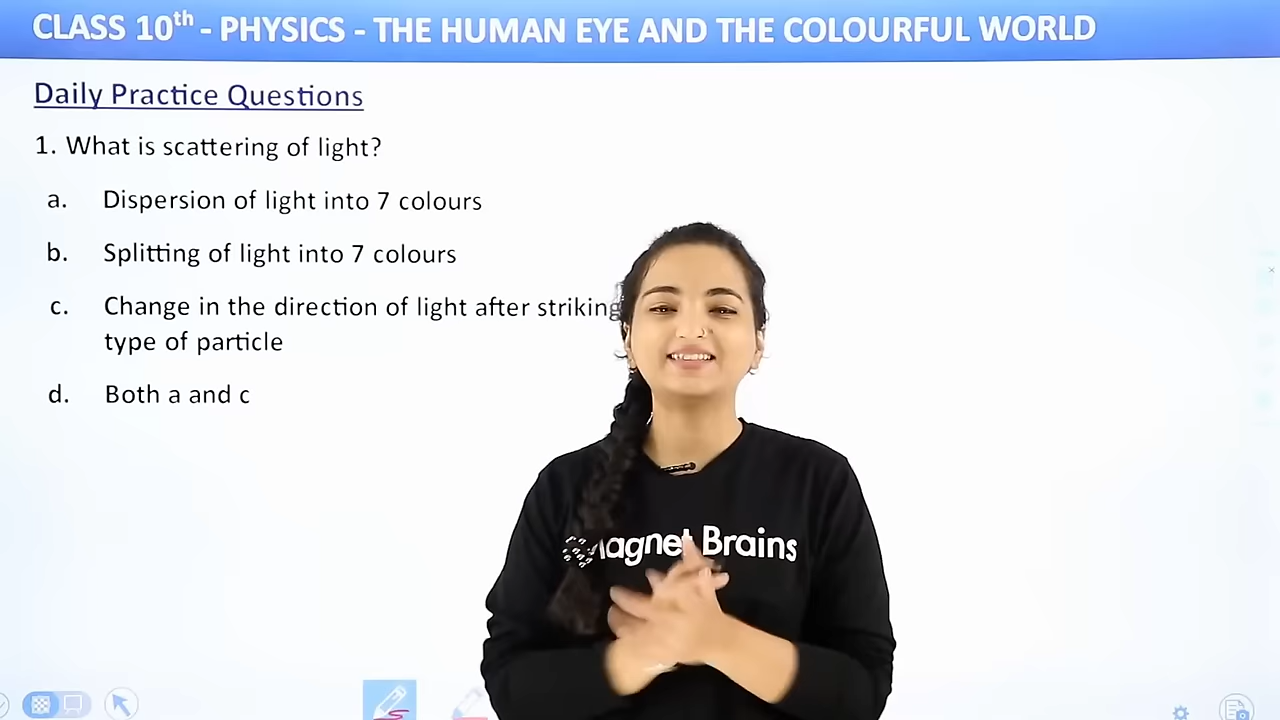 CLASS 10th - PHYSICS - THE HUMAN EYE AND THE COLOURFUL WORLD
Daily Practice Questions
1. What is scattering of light?
a. Dispersion of light into 7 colours
b. Splitting of light into 7 colours
c. Change in the direction of light after striking
type of particle
d. Both a and c
Magnet Brains